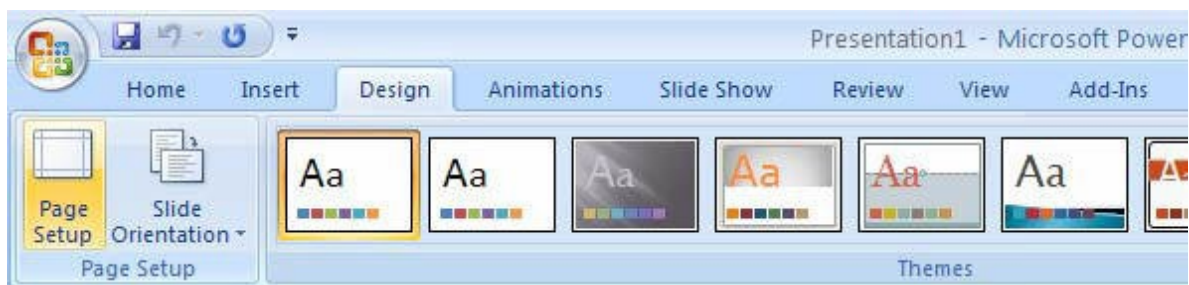 Presentation1 - Microsoft Power
Home Insert Design Animations Slide Show Review View Add-Ins
Aa Aa Aa Aa Aa Aa A
Page Setup
Slide Orientation
Page Setup Themes